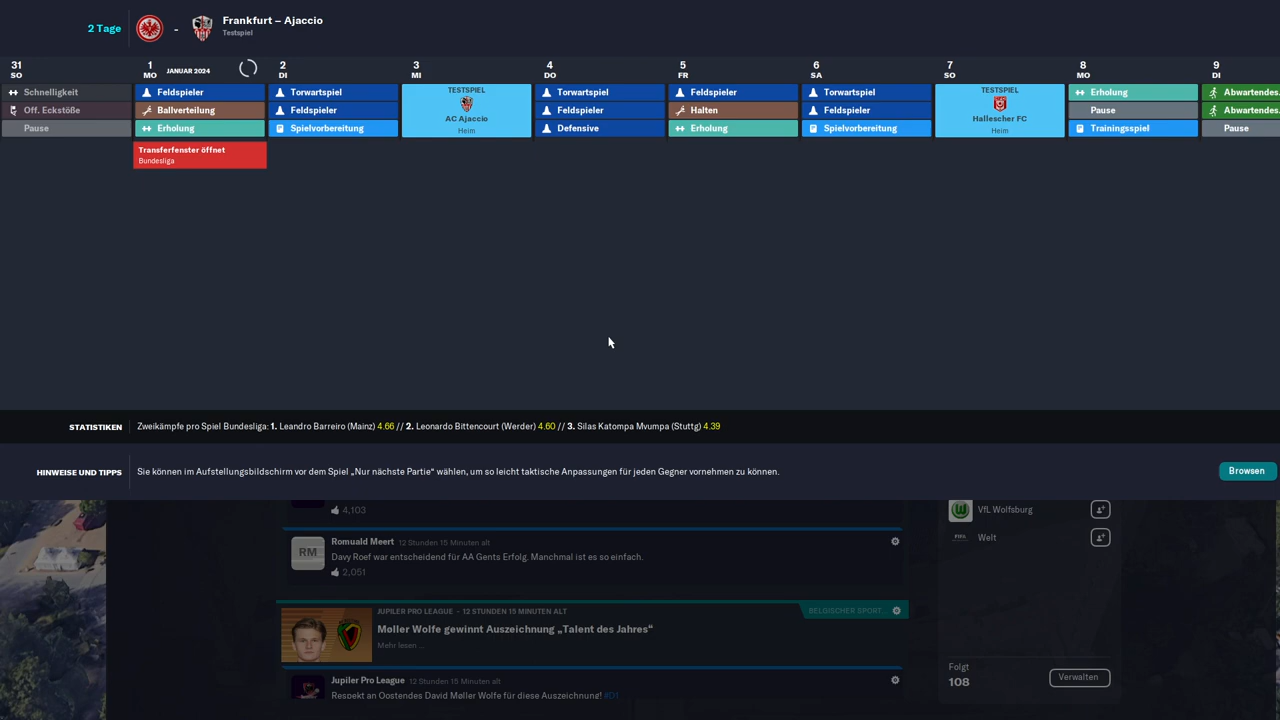 2 Tage
-
Frankfurt – Ajaccio
Testspiel
31
SO
Schnelligkeit
Off. Eckstöße
Pause
1
MO
JANUAR 2024
Feldspieler
Ballverteilung
Erholung
Transferfenster öffnet
Bundesliga
2
DI
Torwartspiel
Feldspieler
Spielvorbereitung
3
MI
TESTSPIEL
AC Ajaccio
Heim
4
DO
Torwartspiel
Feldspieler
Defensive
5
FR
Feldspieler
Halten
Erholung
6
SA
Torwartspiel
Feldspieler
Spielvorbereitung
7
SO
TESTSPIEL
Hallescher FC
Heim
8
MO
Erholung
Pause
Trainingsspiel
9
DI
Abwartendes.
Abwartendes.
Pause
STATISTIKEN
Zweikämpfe pro Spiel Bundesliga: 1. Leandro Barreiro (Mainz) 4.66 // 2. Leonardo Bittencourt (Werder) 4.60 // 3. Silas Katompa Mvumpa (Stuttg) 4.39
HINWEISE UND TIPPS
Sie können im Aufstellungsbildschirm vor dem Spiel „Nur nächste Partie“ wählen, um so leicht taktische Anpassungen für jeden Gegner vornehmen zu können.
Browsen
4,103
RM
Romuald Meert 12 Stunden 15 Minuten alt
Davy Roef war entscheidend für AA Gents Erfolg. Manchmal ist es so einfach.
2,051
JUPILER PRO LEAGUE - 12 STUNDEN 15 MINUTEN ALT
BELGISCHER SPORT...
Møller Wolfe gewinnt Auszeichnung „Talent des Jahres“
Mehr lesen ...
Jupiler Pro League 12 Stunden 15 Minuten alt
Respekt an Oostendes David Møller Wolfe für diese Auszeichnung! #D1
VfL Wolfsburg
FIFA
Welt
Folgt
108
Verwalten